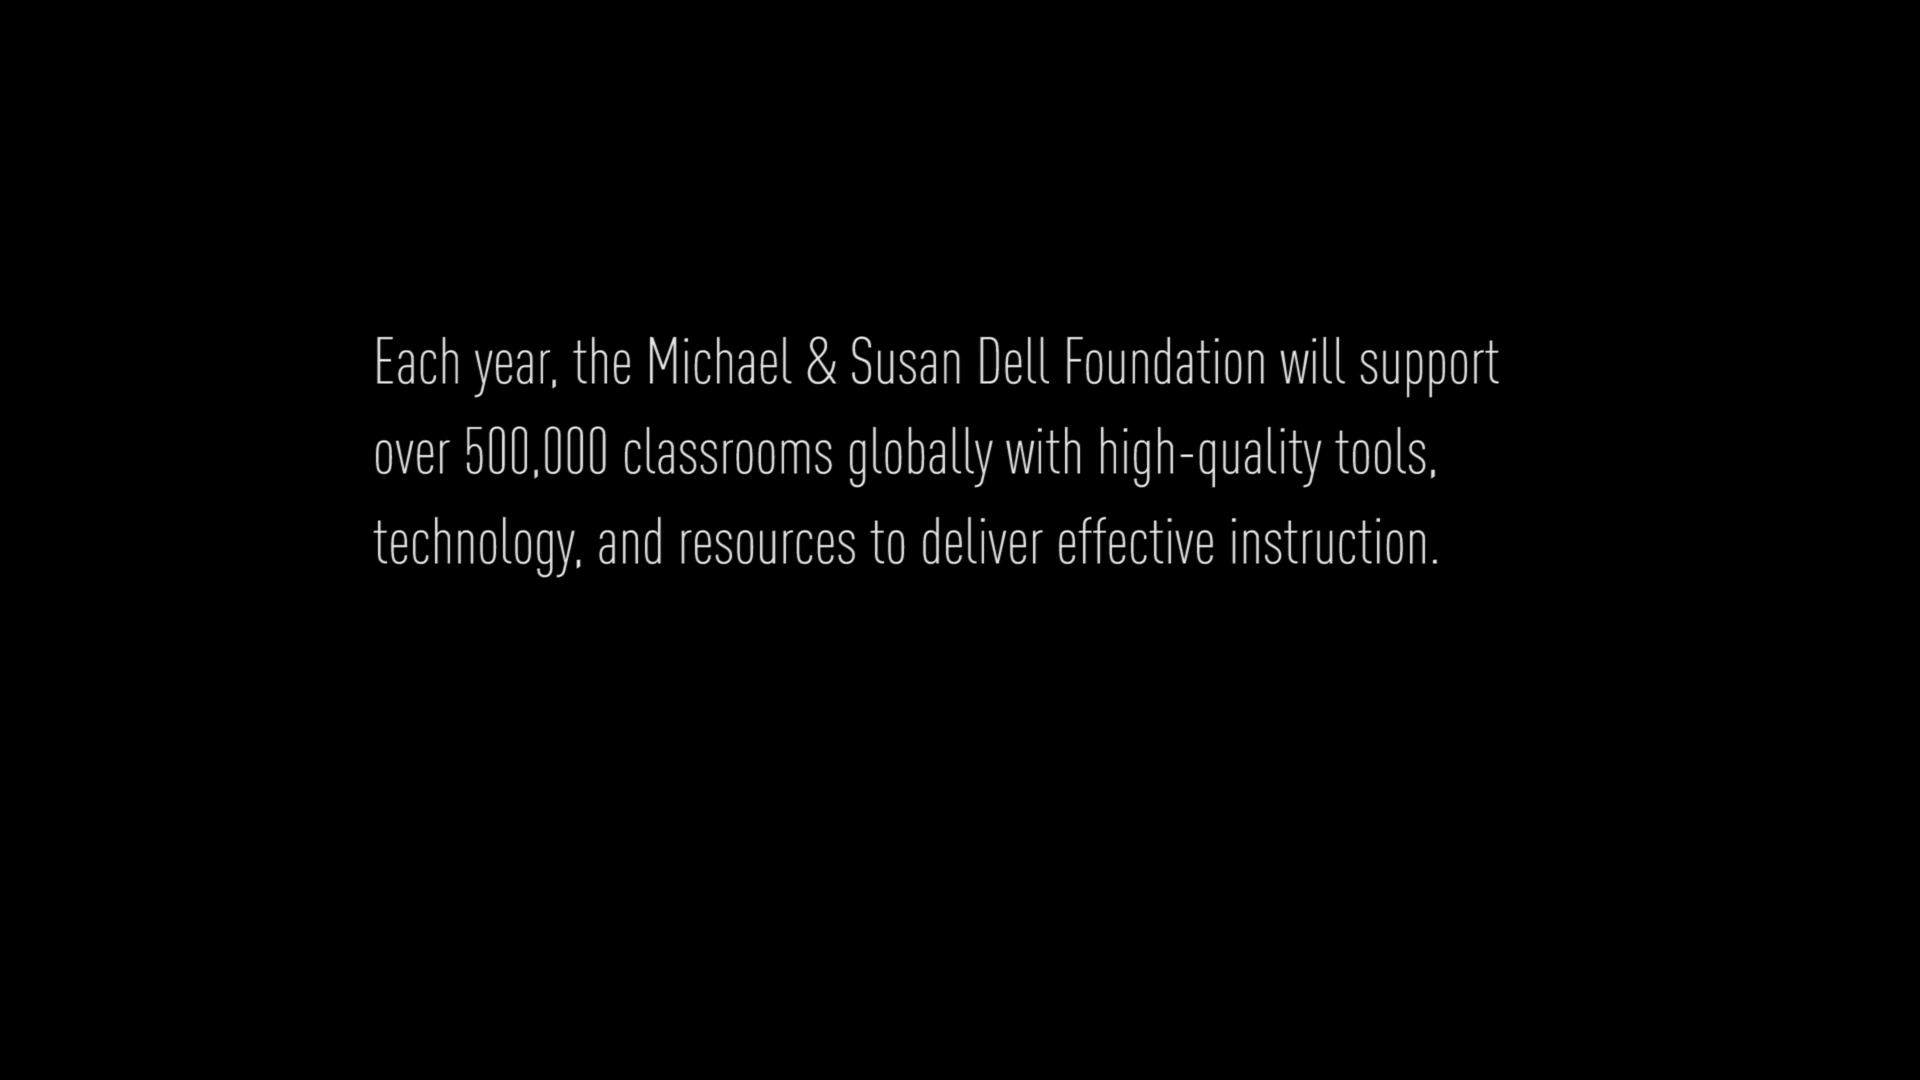 Each year, the Michael & Susan Dell Foundation will support
over 500,000 classrooms globally with high-quality tools,
technology, and resources to deliver effective instruction.